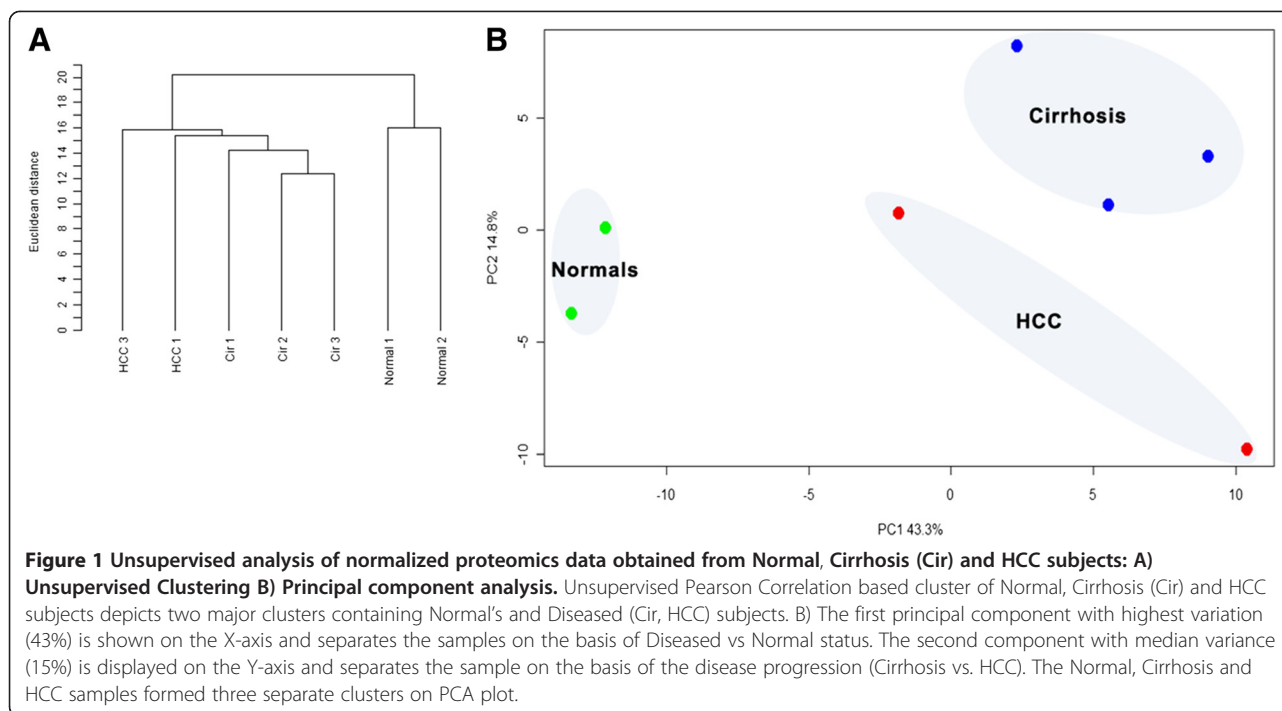 A
B
Euclidean distance
0 2 4 6 8 10 12 14 16 18 20
HCC 3
HCC 1
Cir 1
Cir 2
Cir 3
Normal 1
Normal 2
PC2 14.8%
5
0
-5
-10
Cirrhosis
Normals
HCC
-10 -5 0 5 10
PC1 43.3%
Figure 1 Unsupervised analysis of normalized proteomics data obtained from Normal, Cirrhosis (Cir) and HCC subjects: A)
Unsupervised Clustering B) Principal component analysis. Unsupervised Pearson Correlation based cluster of Normal, Cirrhosis (Cir) and HCC
subjects depicts two major clusters containing Normal's and Diseased (Cir, HCC) subjects. B) The first principal component with highest variation
(43%) is shown on the X-axis and separates the samples on the basis of Diseased vs Normal status. The second component with median variance
(15%) is displayed on the Y-axis and separates the sample on the basis of the disease progression (Cirrhosis vs. HCC). The Normal, Cirrhosis and
HCC samples formed three separate clusters on PCA plot.